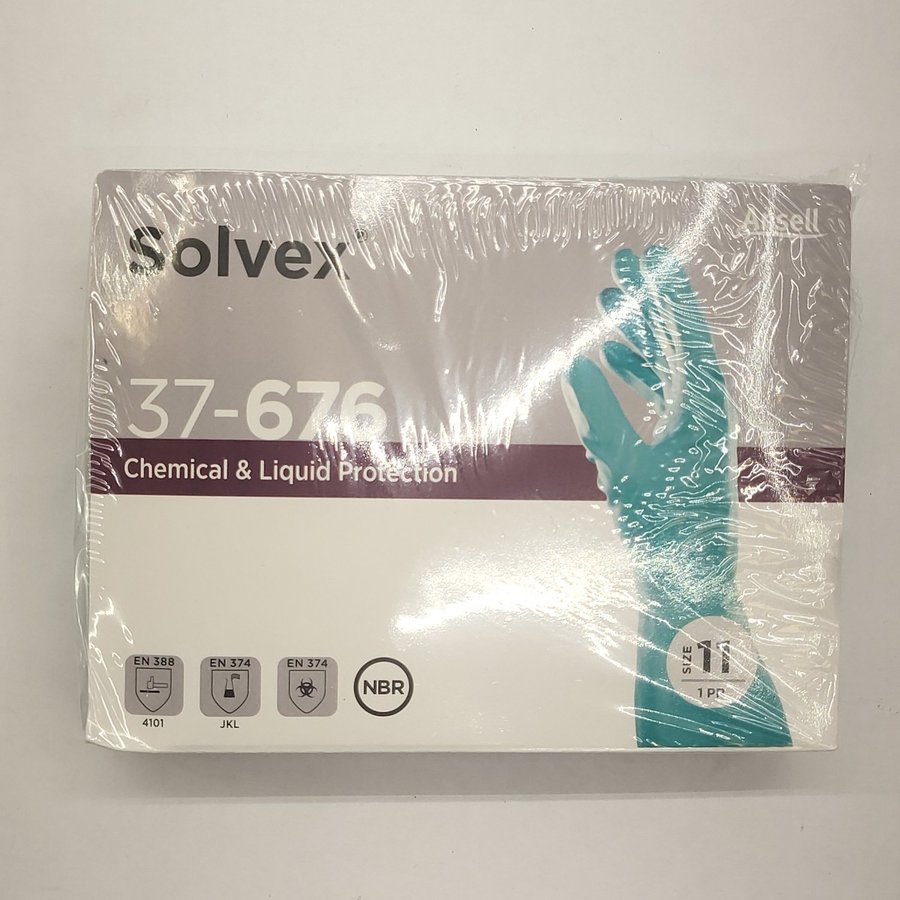 Solvex®
Ansell
37-676
Chemical & Liquid Protection
EN 388
4101
EN 374
JKL
EN 374
NBR
SIZE 11
1 PR